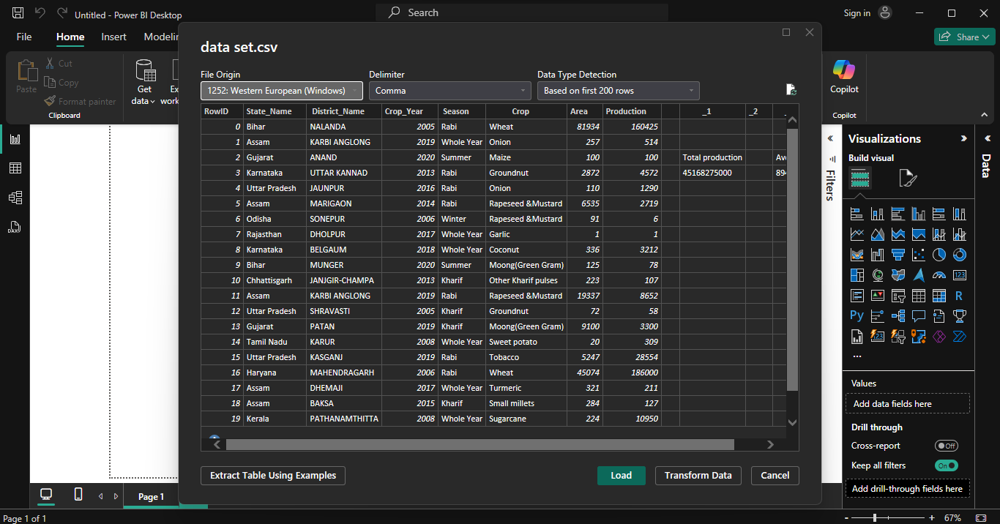 Untitled - Power BI Desktop
Search
Sign in
File
Home
Insert
Modelin
Share
data set.csv
Paste
Cut
Copy
Format painter
Clipboard
Get
data
Ex
work
Copilot
Copilot
File Origin
Delimiter
Data Type Detection
1252: Western European (Windows)
Comma
Based on first 200 rows
RowID State_Name District_Name Crop_Year Season Crop Area Production _1 _2 _
0 Bihar NALANDA 2005 Rabi Wheat 81934 160425
1 Assam KARBI ANGLONG 2019 Whole Year Onion 257 514
2 Gujarat ANAND 2020 Summer Maize 100 100 Total production Ave
3 Karnataka UTTAR KANNAD 2013 Rabi Groundnut 2872 4572 45168275000 894
4 Uttar Pradesh JAUNPUR 2016 Rabi Onion 110 1290
5 Assam MARIGAON 2014 Rabi Rapeseed &Mustard 6535 2719
6 Odisha SONEPUR 2006 Winter Rapeseed &Mustard 91 6
7 Rajasthan DHOLPUR 2017 Whole Year Garlic 1 1
8 Karnataka BELGAUM 2018 Whole Year Coconut 336 3212
9 Bihar MUNGER 2020 Summer Moong(Green Gram) 125 78
10 Chhattisgarh JANJGIR-CHAMPA 2013 Kharif Other Kharif pulses 223 107
11 Assam KARBI ANGLONG 2019 Rabi Rapeseed &Mustard 19337 8652
12 Uttar Pradesh SHRAVASTI 2005 Kharif Groundnut 72 58
13 Gujarat PATAN 2019 Kharif Moong(Green Gram) 9100 3300
14 Tamil Nadu KARUR 2008 Whole Year Sweet potato 20 309
15 Uttar Pradesh KASGANJ 2019 Rabi Tobacco 5247 28554
16 Haryana MAHENDRAGARH 2006 Rabi Wheat 45074 186000
17 Assam DHEMAJI 2017 Whole Year Turmeric 321 211
18 Assam BAKSA 2015 Kharif Small millets 284 127
19 Kerala PATHANAMTHITTA 2008 Whole Year Sugarcane 224 10950
Extract Table Using Examples
Load
Transform Data
Cancel
Filters
Visualizations
Build visual
Data
DAX
123
R
Py
123
...
Values
Add data fields here
Drill through
Cross-report
Off
Keep all filters
On
Add drill-through fields here
Page 1
Page 1 of 1
- + 67%